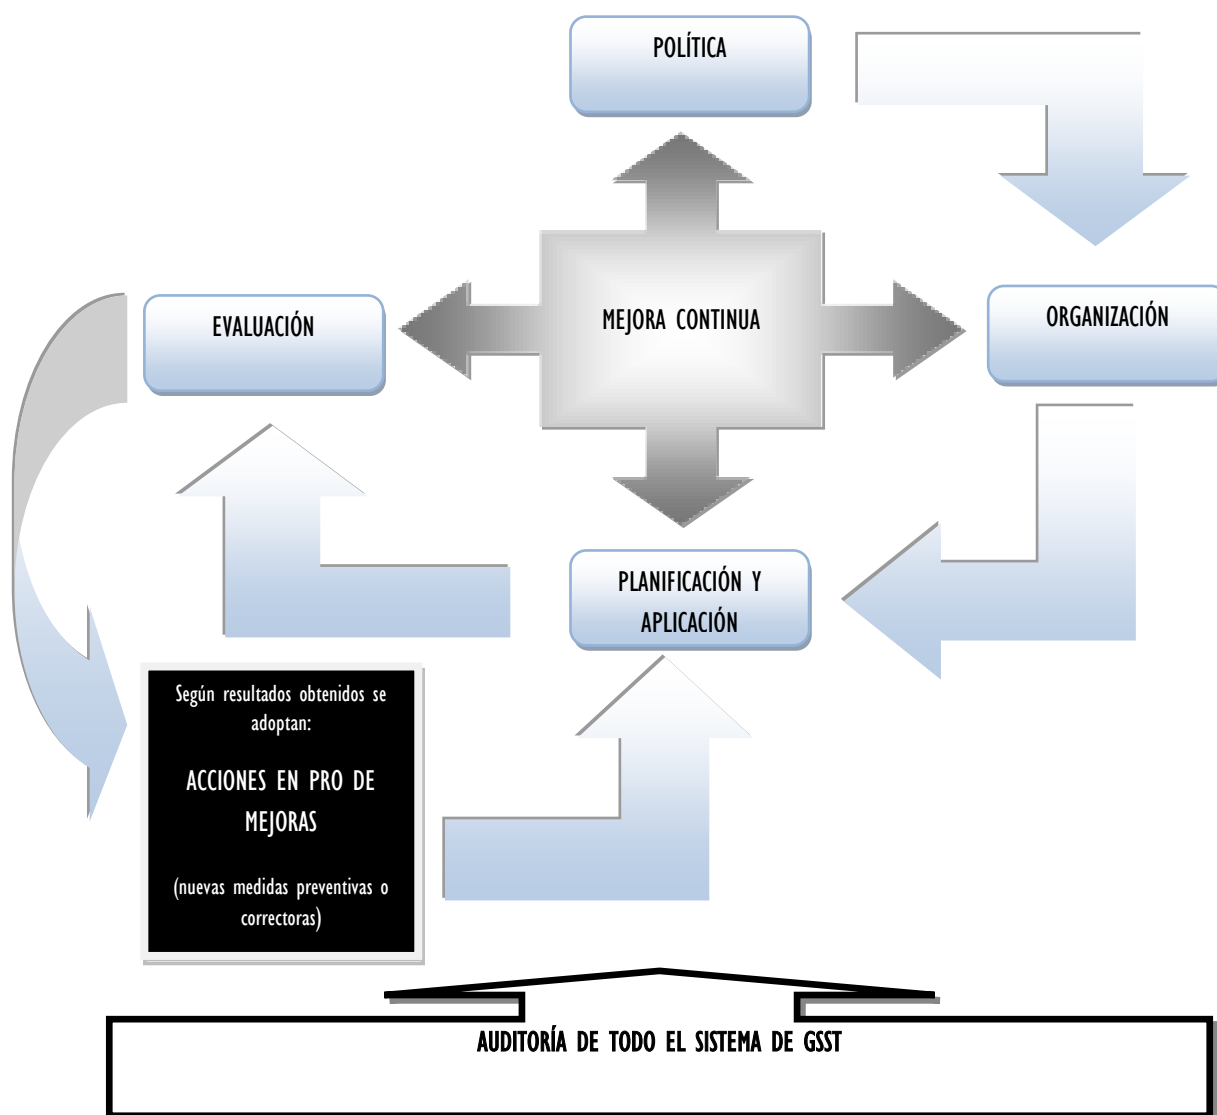 POLÍTICA
EVALUACIÓN
MEJORA CONTINUA
ORGANIZACIÓN
PLANIFICACIÓN Y
APLICACIÓN
Según resultados obtenidos se
adoptan:
ACCIONES EN PRO DE
MEJORAS
(nuevas medidas preventivas o
correctoras)
AUDITORÍA DE TODO EL SISTEMA DE GSST